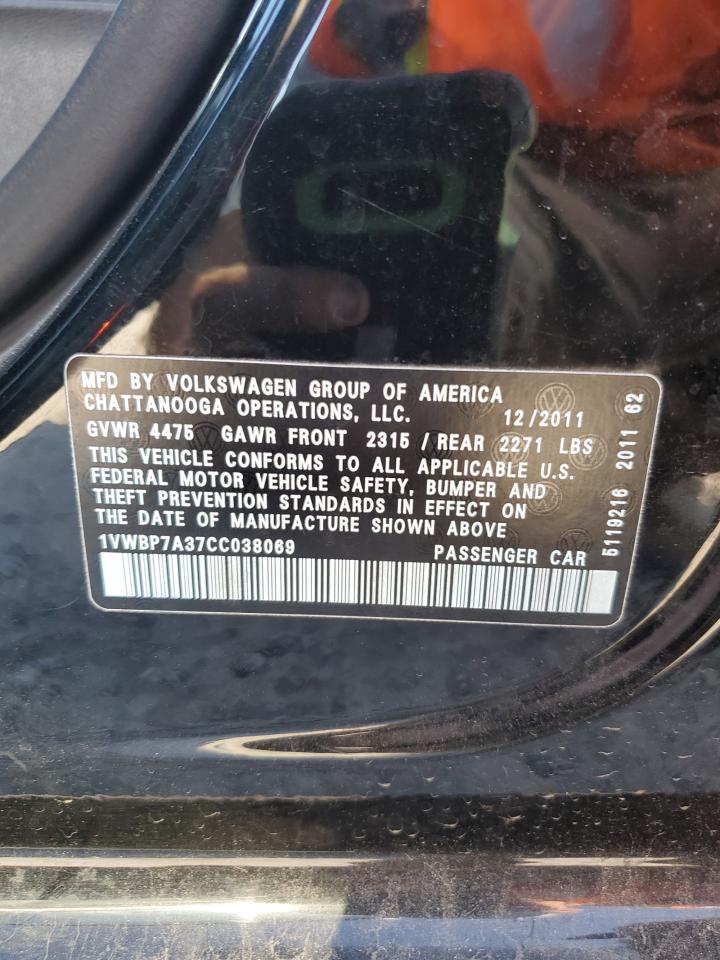 MFD BY VOLKSWAGEN GROUP OF AMERICA
CHATTANOOGA OPERATIONS, LLC. 12/2011
GVWR 4475 GAWR FRONT 2315 / REAR 2271 LBS
THIS VEHICLE CONFORMS TO ALL APPLICABLE U.S.
FEDERAL MOTOR VEHICLE SAFETY, BUMPER AND
THEFT PREVENTION STANDARDS IN EFFECT ON
THE DATE OF MANUFACTURE SHOWN ABOVE
1VWBP7A37CC038069 PASSENGER CAR
5119216 2011 62